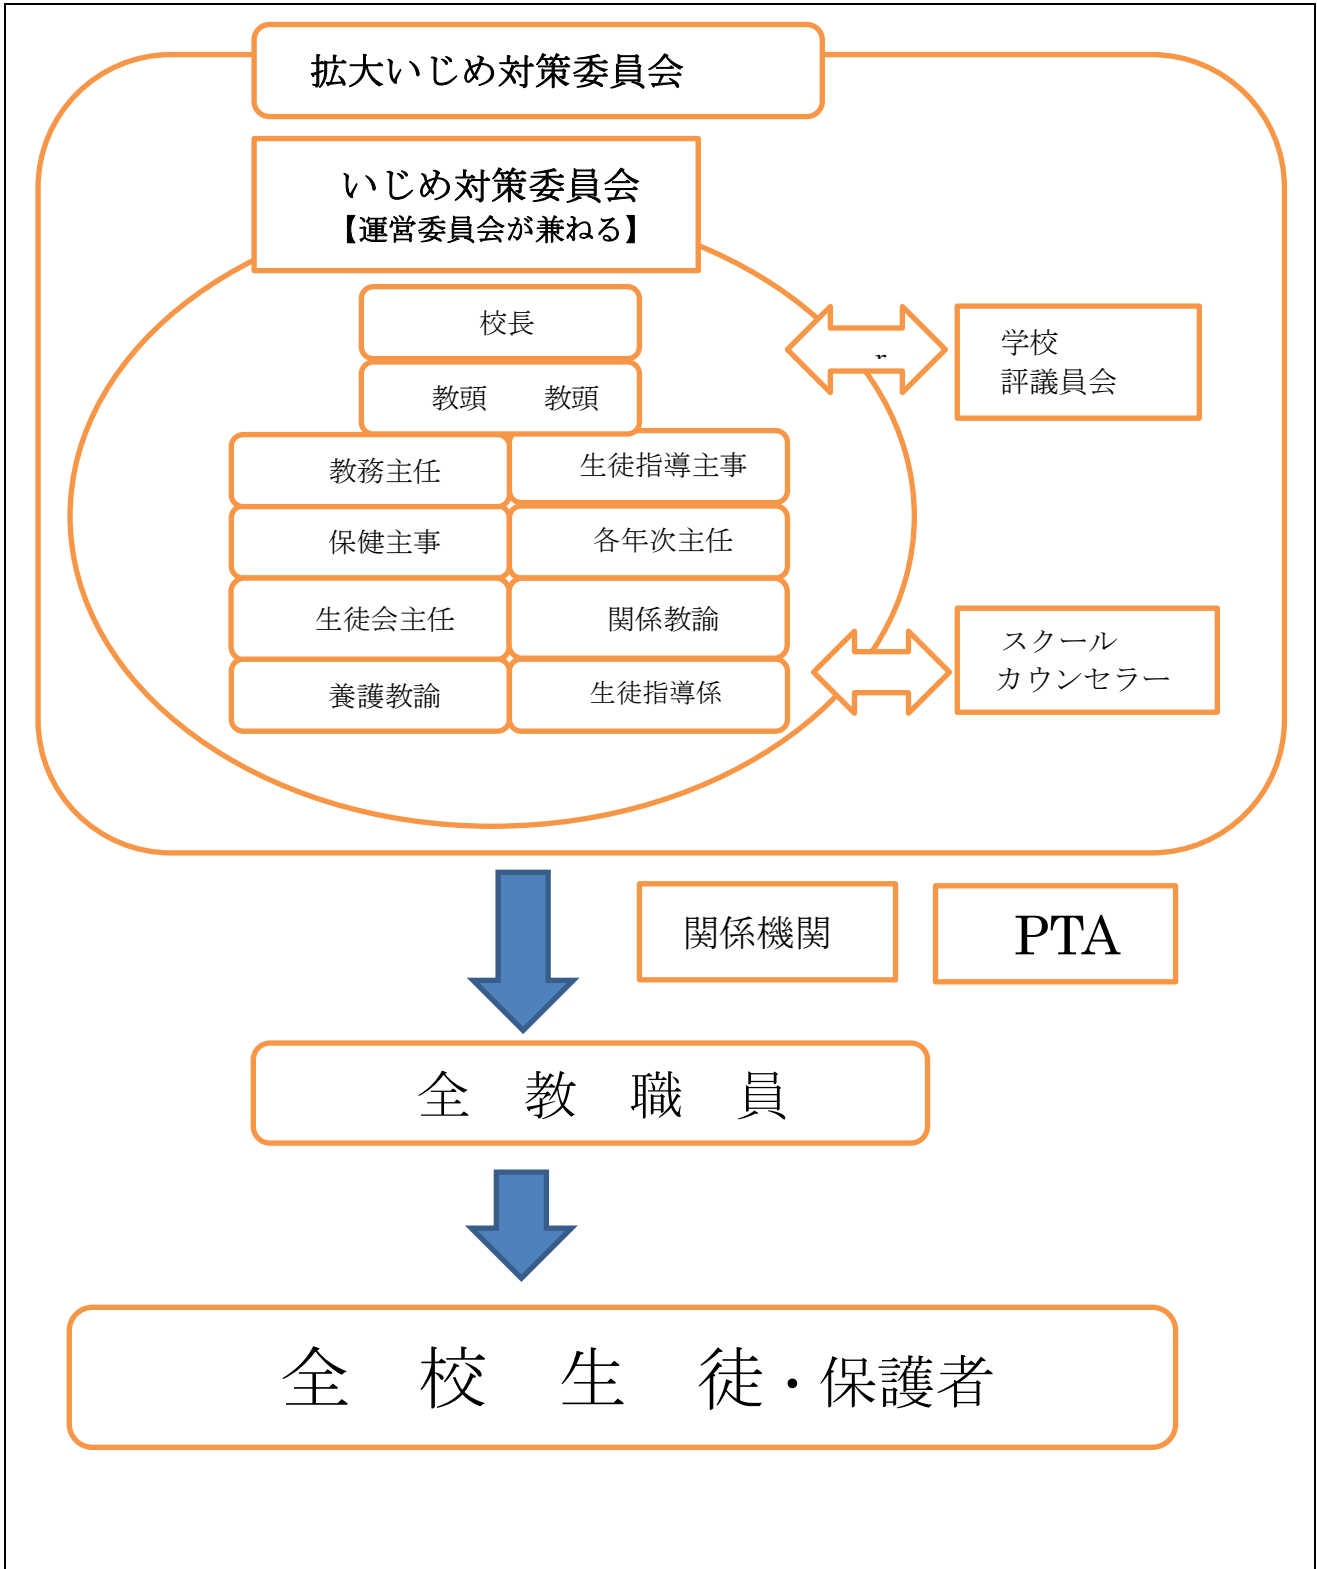 拡大いじめ対策委員会
いじめ対策委員会
【運営委員会が兼ねる】
校長
教頭　　教頭
教務主任
生徒指導主事
保健主事
各年次主任
生徒会主任
関係教諭
養護教諭
生徒指導係
r
学校
評議員会
スクール
カウンセラー
関係機関
PTA
全　教　職　員
全　校　生　徒・保護者